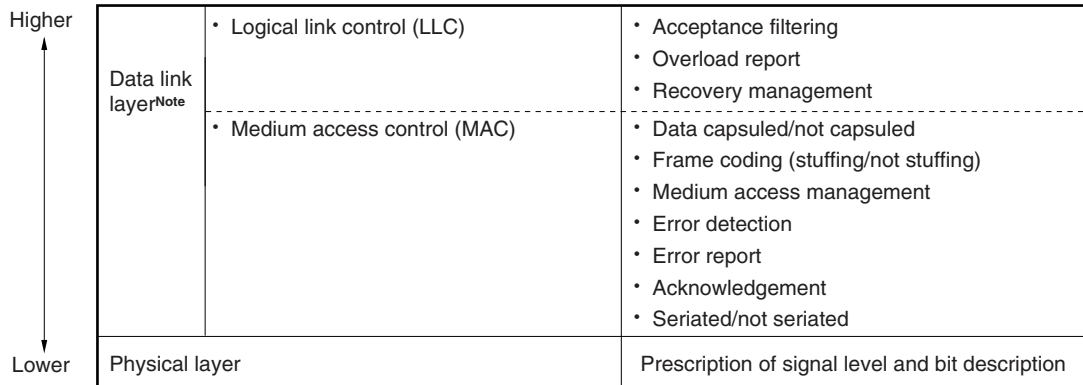 Higher
Lower
Data link
layerNote
• Logical link control (LLC)
• Acceptance filtering
• Overload report
• Recovery management
• Medium access control (MAC)
• Data capsuled/not capsuled
• Frame coding (stuffing/not stuffing)
• Medium access management
• Error detection
• Error report
• Acknowledgement
• Seriated/not seriated
Physical layer
Prescription of signal level and bit description